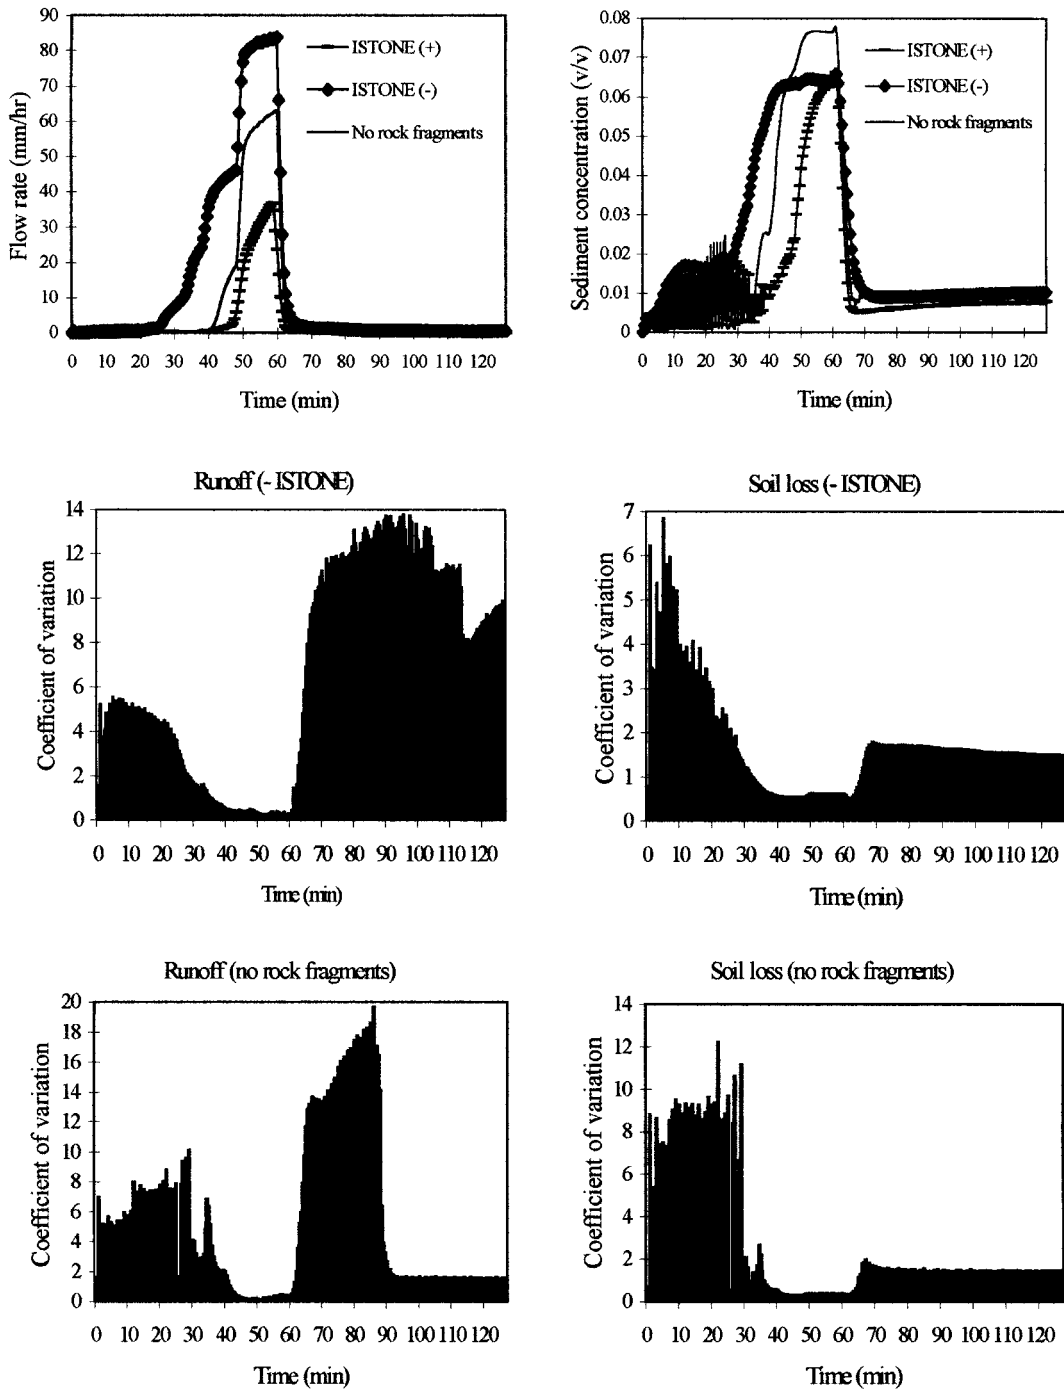 90
80
70
60
50
40
30
20
10
0
Flow rate (mm/hr)
ISTONE (+)
ISTONE (-)
No rock fragments
0 10 20 30 40 50 60 70 80 90 100 110 120
Time (min)
0.08
0.07
0.06
0.05
0.04
0.03
0.02
0.01
0
Sediment concentration (v/v)
ISTONE (+)
ISTONE (-)
No rock fragments
0 10 20 30 40 50 60 70 80 90 100 110 120
Time (min)
Runoff (- ISTONE)
14
12
10
8
6
4
2
0
Coefficient of variation
0 10 20 30 40 50 60 70 80 90 100 110 120
Time (min)
Soil loss (- ISTONE)
7
6
5
4
3
2
1
0
Coefficient of variation
0 10 20 30 40 50 60 70 80 90 100 110 120
Time (min)
Runoff (no rock fragments)
20
18
16
14
12
10
8
6
4
2
0
Coefficient of variation
0 10 20 30 40 50 60 70 80 90 100 110 120
Time (min)
Soil loss (no rock fragments)
14
12
10
8
6
4
2
0
Coefficient of variation
0 10 20 30 40 50 60 70 80 90 100 110 120
Time (min)